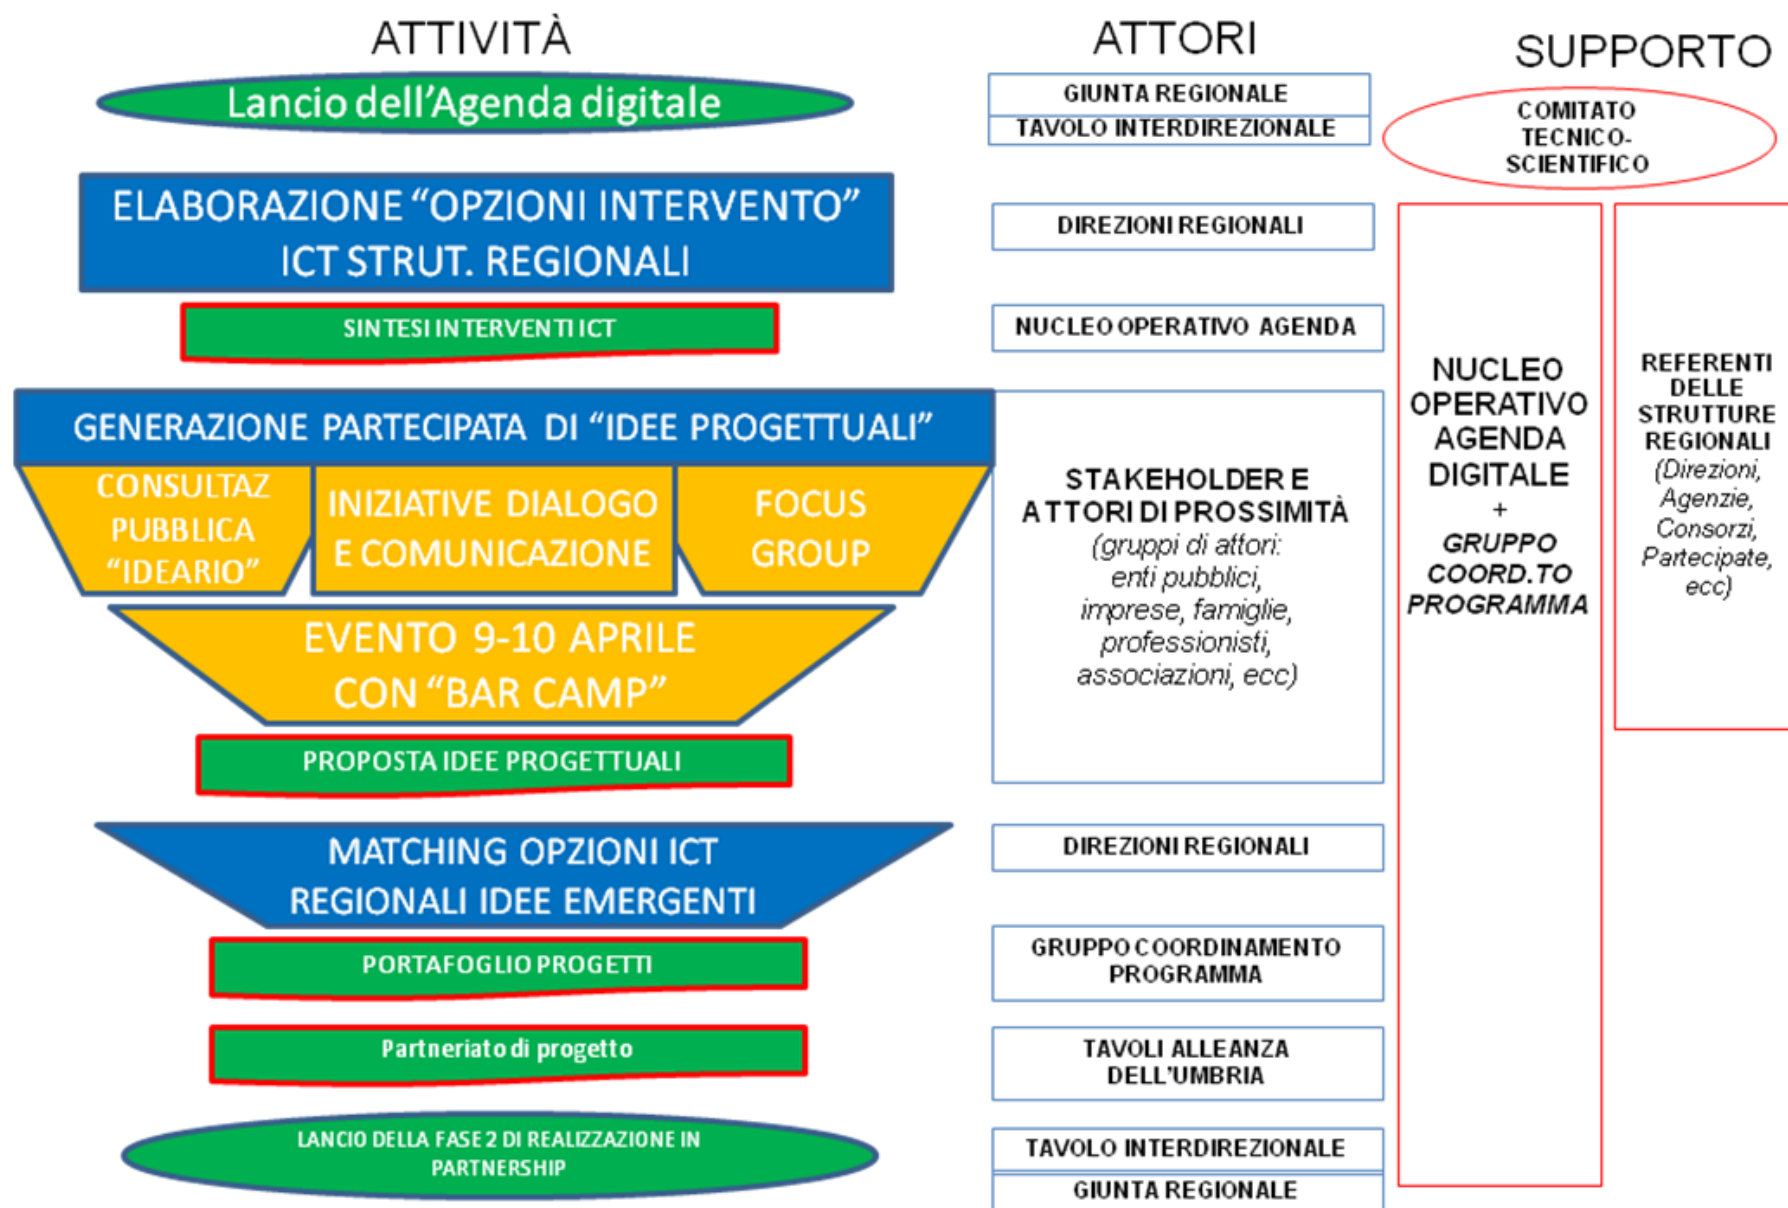 ATTIVITÀ
ATTORI
SUPPORTO
Lancio dell'Agenda digitale
GIUNTA REGIONALE
TAVOLO INTERDIREZIONALE
COMITATO
TECNICO-
SCIENTIFICO
ELABORAZIONE “OPZIONI INTERVENTO”
ICT STRUT. REGIONALI
DIREZIONI REGIONALI
SINTESI INTERVENTI ICT
NUCLEO OPERATIVO AGENDA
GENERAZIONE PARTECIPATA DI “IDEE PROGETTUALI”
CONSULTAZ
PUBBLICA
“IDEARIO”
INIZIATIVE DIALOGO
E COMUNICAZIONE
FOCUS
GROUP
EVENTO 9-10 APRILE
CON “BAR CAMP”
PROPOSTA IDEE PROGETTUALI
STAKEHOLDER E
ATTORI DI PROSSIMITÀ
(gruppi di attori:
enti pubblici,
imprese, famiglie,
professionisti,
associazioni, ecc)
NUCLEO
OPERATIVO
AGENDA
DIGITALE
+
GRUPPO
COORD.TO
PROGRAMMA
REFERENTI
DELLE
STRUTTURE
REGIONALI
(Direzioni,
Agenzie,
Consorzi,
Partecipate,
ecc)
MATCHING OPZIONI ICT
REGIONALI IDEE EMERGENTI
DIREZIONI REGIONALI
PORTAFOGLIO PROGETTI
GRUPPO COORDINAMENTO
PROGRAMMA
Partneriato di progetto
TAVOLI ALLEANZA
DELL'UMBRIA
LANCIO DELLA FASE 2 DI REALIZZAZIONE IN
PARTNERSHIP
TAVOLO INTERDIREZIONALE
GIUNTA REGIONALE